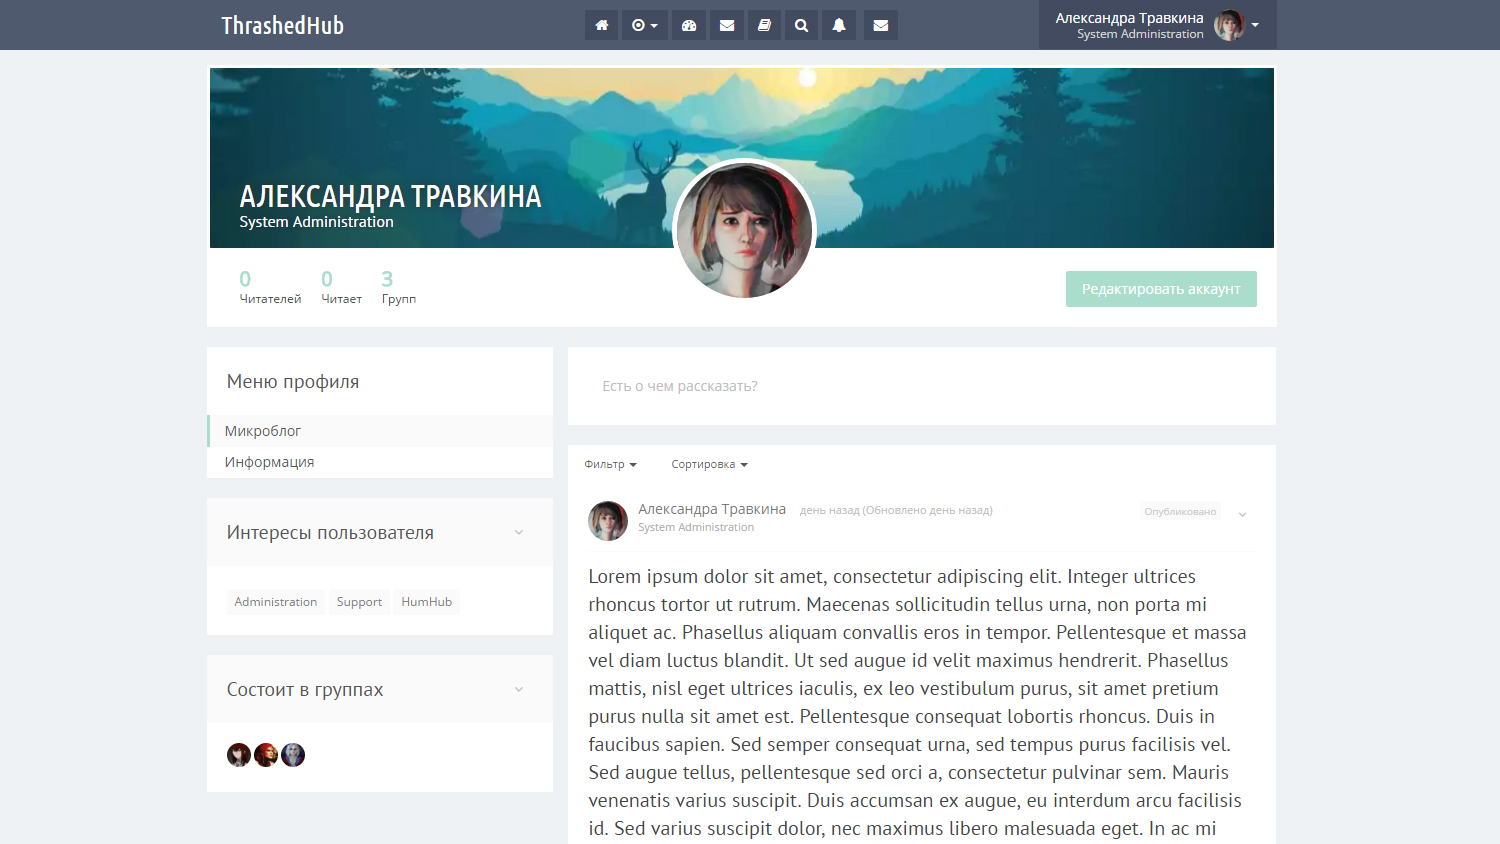 ThrashedHub
Александра Травкина
System Administration
АЛЕКСАНДРА ТРАВКИНА
System Administration
0 0 3
Читателей Читает Групп
Редактировать аккаунт
Меню профиля
Микроблог
Информация
Интересы пользователя
Administration Support HumHub
Состоит в группах
Есть о чем рассказать?
Фильтр Сортировка
Александра Травкина день назад (Обновлено день назад) Опубликовано
System Administration
Lorem ipsum dolor sit amet, consectetur adipiscing elit. Integer ultrices
rhoncus tortor ut rutrum. Maecenas sollicitudin tellus urna, non porta mi
aliquet ac. Phasellus aliquam convallis eros in tempor. Pellentesque et massa
vel diam luctus blandit. Ut sed augue id velit maximus hendrerit. Phasellus
mattis, nisl eget ultrices iaculis, ex leo vestibulum purus, sit amet pretium
purus nulla sit amet est. Pellentesque consequat lobortis rhoncus. Duis in
faucibus sapien. Sed semper consequat urna, sed tempus purus facilisis vel.
Sed augue tellus, pellentesque sed orci a, consectetur pulvinar sem. Mauris
venenatis varius suscipit. Duis accumsan ex augue, eu interdum arcu facilisis
id. Sed varius suscipit dolor, nec maximus libero malesuada eget. In ac mi